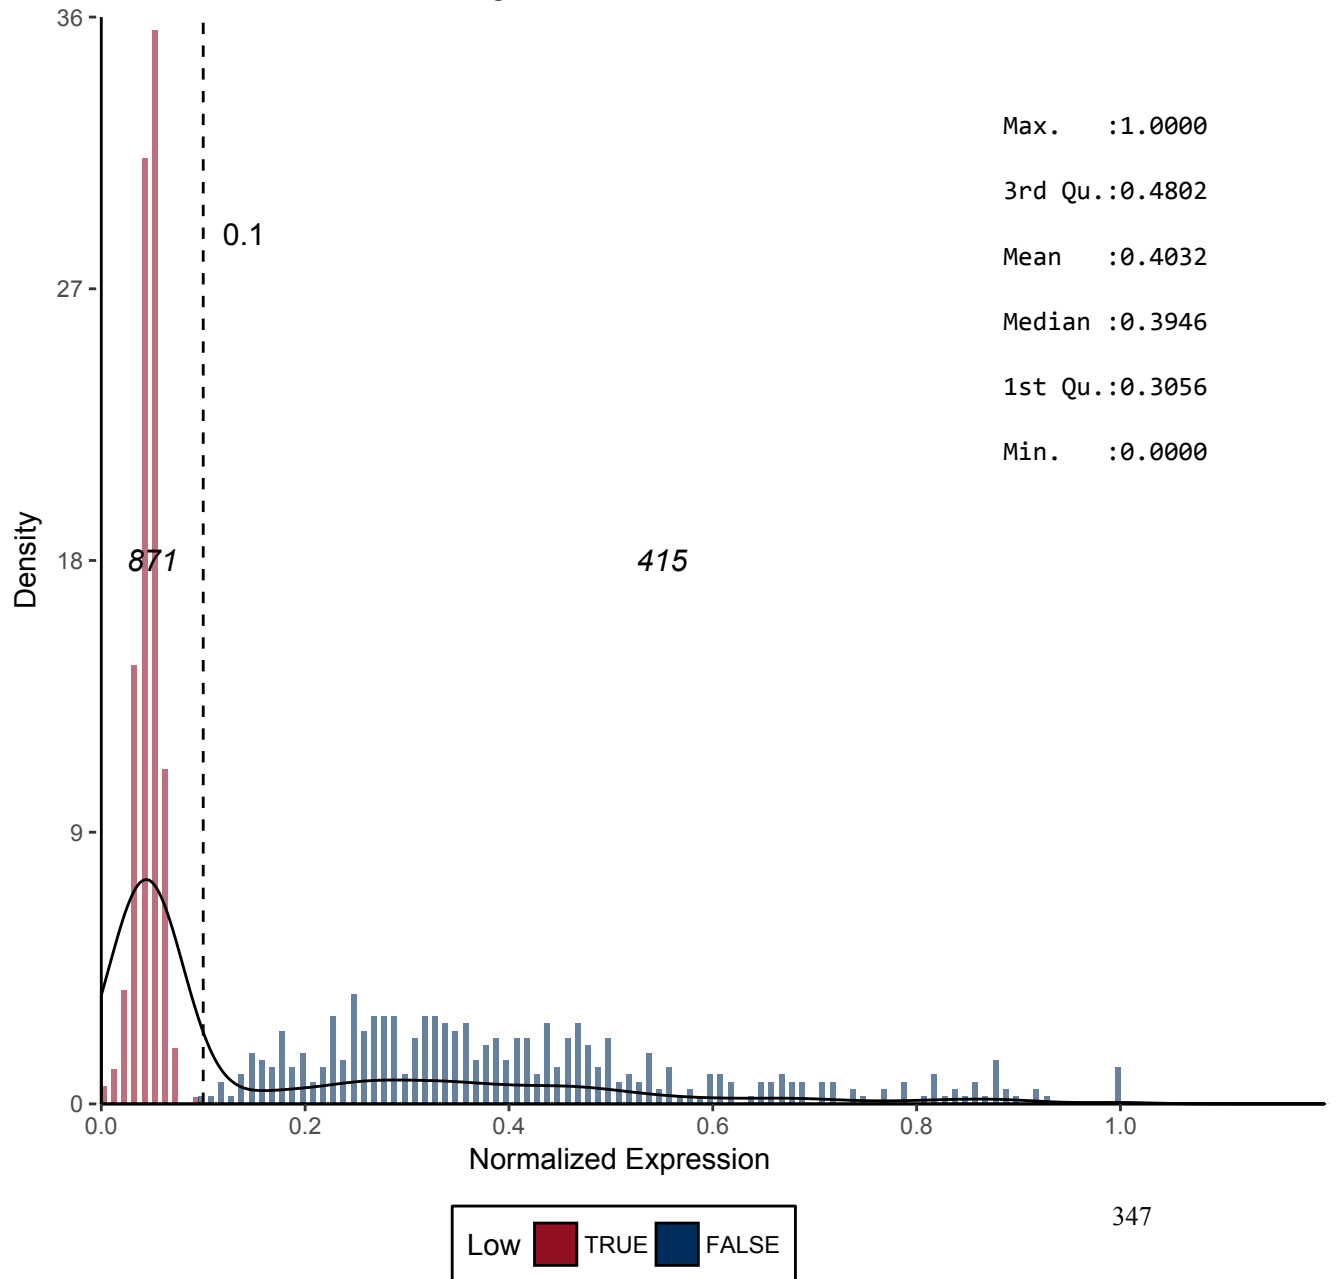 36
27
18
9
0
Density
0.1
Max.   :1.0000
3rd Qu.:0.4802
Mean   :0.4032
Median :0.3946
1st Qu.:0.3056
Min.   :0.0000
871
415
0.0 0.2 0.4 0.6 0.8 1.0
Normalized Expression
Low TRUE FALSE
347